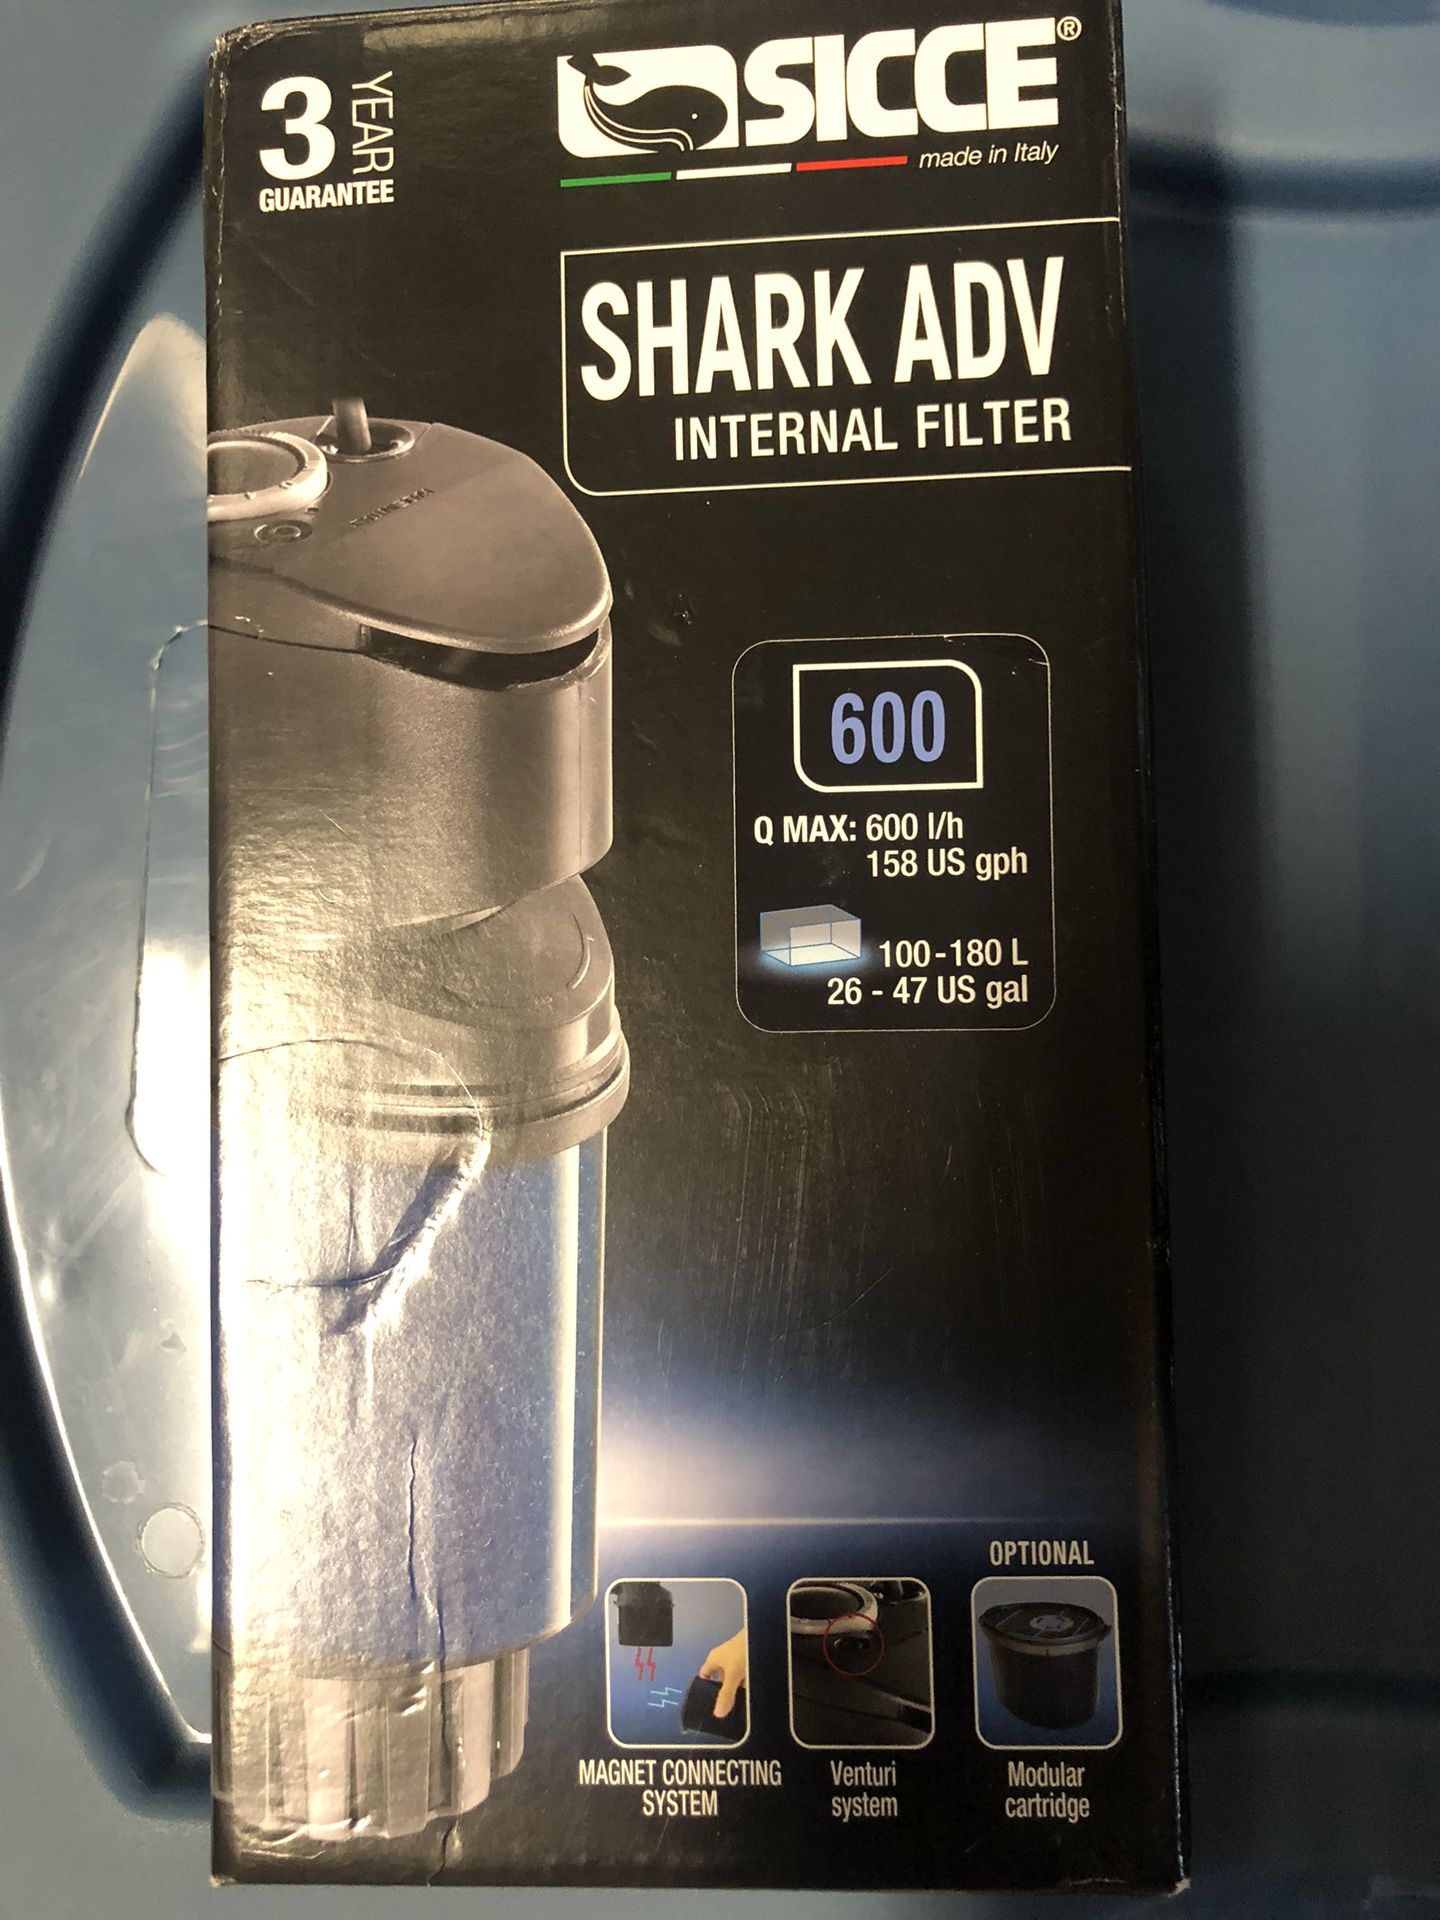 3 YEAR
GUARANTEE
SICCE®
made in Italy
SHARK ADV
INTERNAL FILTER
600
Q MAX: 600 l/h
158 US gph
100-180 L
26 - 47 US gal
OPTIONAL
MAGNET CONNECTING
SYSTEM
Venturi
system
Modular
cartridge